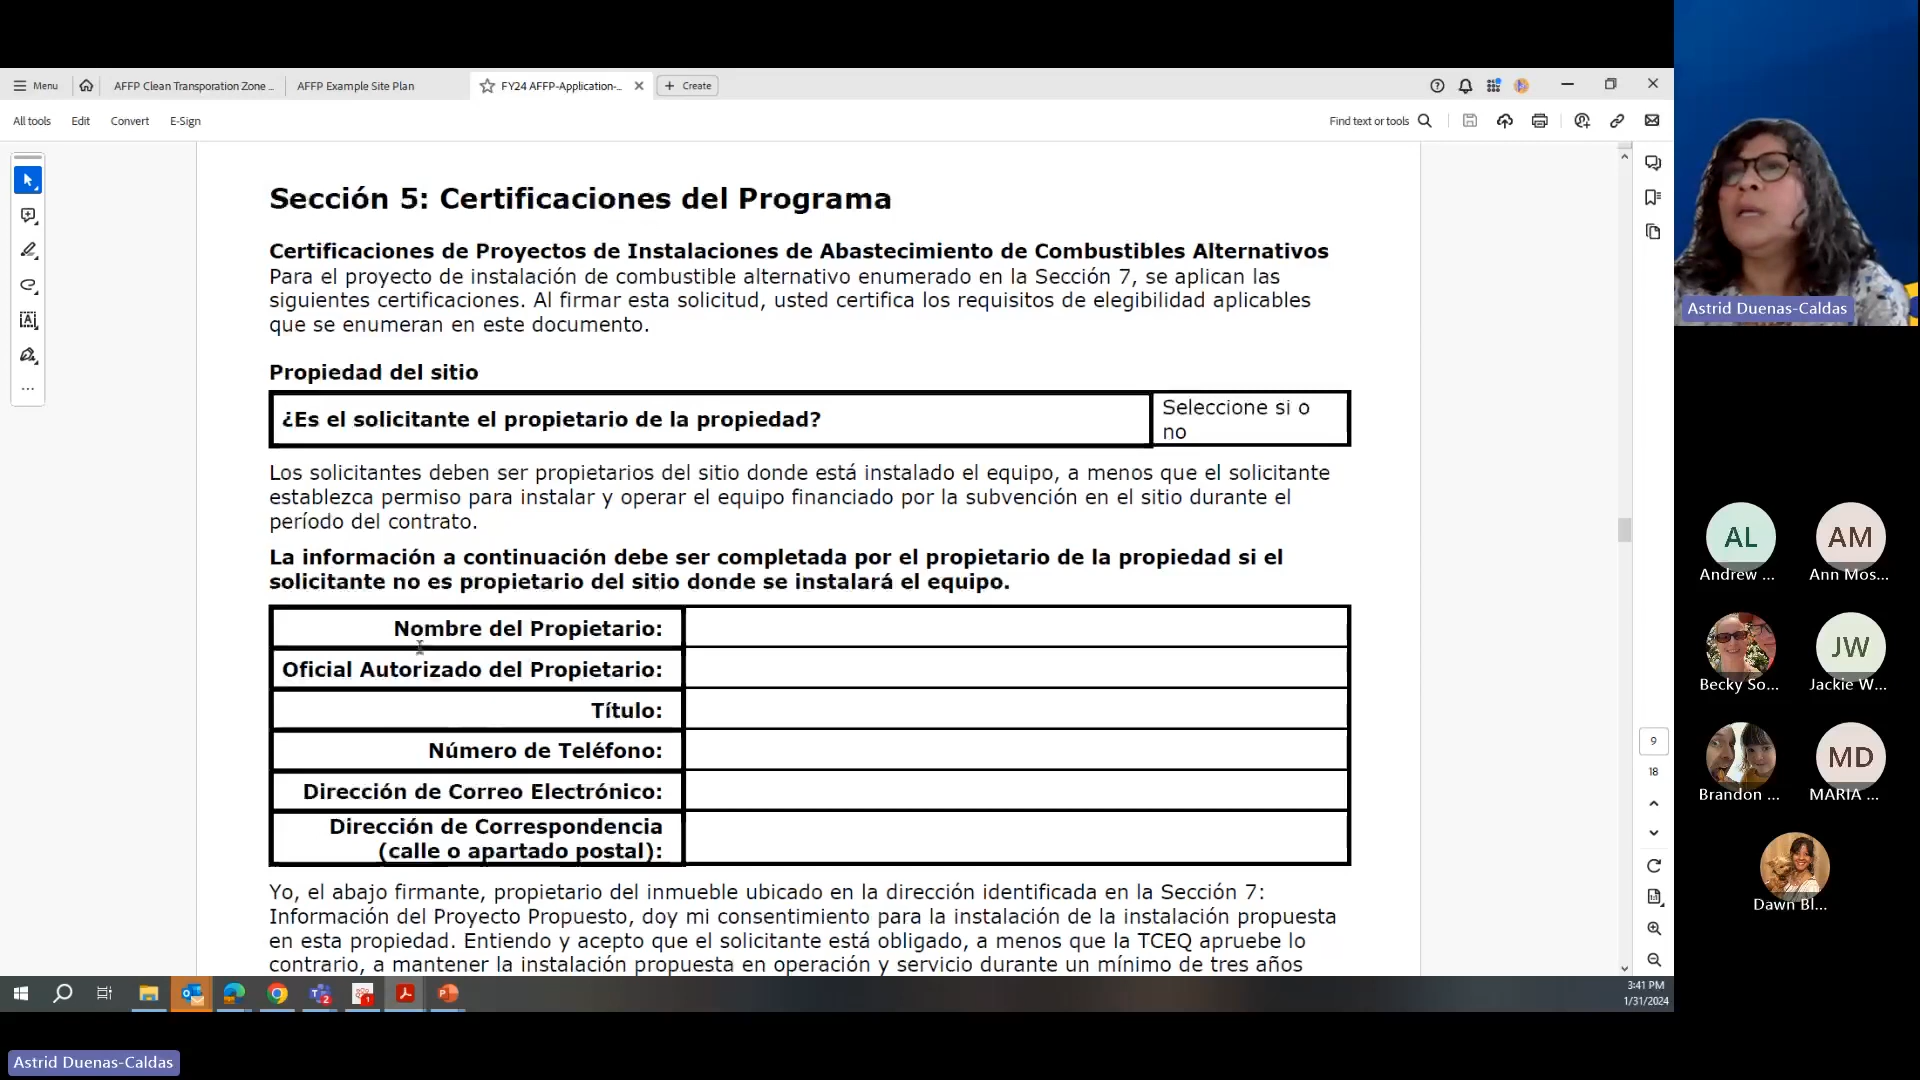 Menu
AFFP Clean Transporation Zone ...
AFFP Example Site Plan
FY24 AFFP-Application-...
Create
All tools
Edit
Convert
E-Sign
Find text or tools
Sección 5: Certificaciones del Programa
Certificaciones de Proyectos de Instalaciones de Abastecimiento de Combustibles Alternativos
Para el proyecto de instalación de combustible alternativo enumerado en la Sección 7, se aplican las
siguientes certificaciones. Al firmar esta solicitud, usted certifica los requisitos de elegibilidad aplicables
que se enumeran en este documento.
Propiedad del sitio
¿Es el solicitante el propietario de la propiedad?
Seleccione si o
no
Los solicitantes deben ser propietarios del sitio donde está instalado el equipo, a menos que el solicitante
establezca permiso para instalar y operar el equipo financiado por la subvención en el sitio durante el
período del contrato.
La información a continuación debe ser completada por el propietario de la propiedad si el
solicitante no es propietario del sitio donde se instalará el equipo.
Nombre del Propietario:
Oficial Autorizado del Propietario:
Título:
Número de Teléfono:
Dirección de Correo Electrónico:
Dirección de Correspondencia
(calle o apartado postal):
Yo, el abajo firmante, propietario del inmueble ubicado en la dirección identificada en la Sección 7:
Información del Proyecto Propuesto, doy mi consentimiento para la instalación de la instalación propuesta
en esta propiedad. Entiendo y acepto que el solicitante está obligado, a menos que la TCEQ apruebe lo
contrario, a mantener la instalación propuesta en operación y servicio durante un mínimo de tres años
9
18
3:41 PM
1/31/2024
Astrid Duenas-Caldas
AL
Andrew ...
AM
Ann Mos...
Becky So...
JW
Jackie W...
Brandon ...
MD
MARIA ...
Dawn Bl...
Astrid Duenas-Caldas